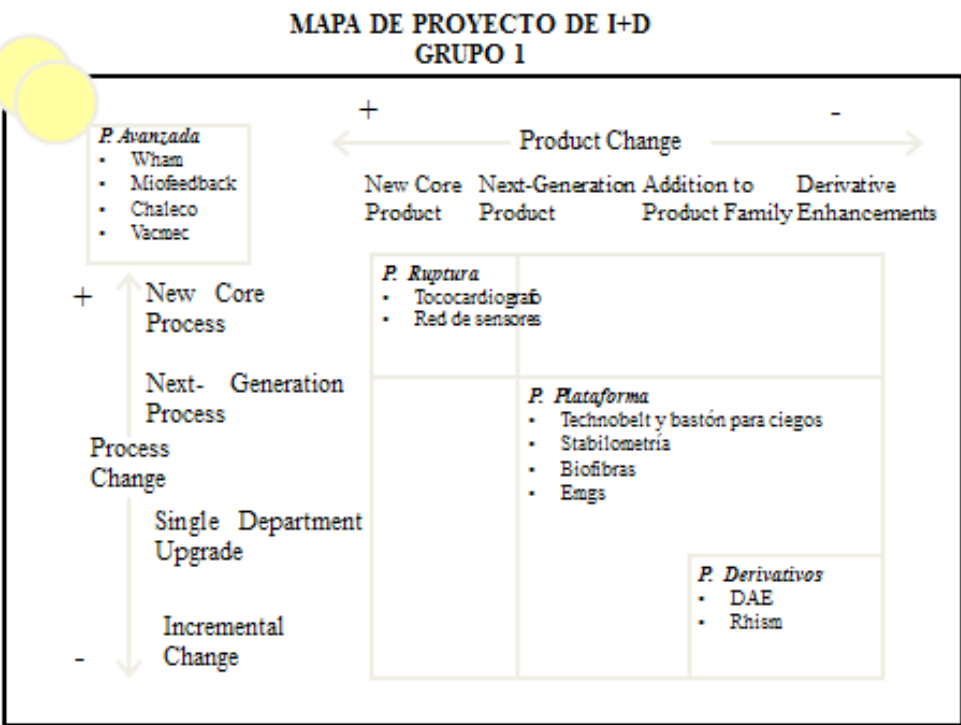 MAPA DE PROYECTO DE I+D
GRUPO 1
+
-
Product Change
P. Avanzada
• Wham
• Miofeedback
• Chaleco
• Vacmec
New Core
Product
Next-Generation
Product
Addition to
Product Family
Derivative
Enhancements
+
New Core
Process
P. Ruptura
• Tococardiografo
• Red de sensores
Next- Generation
Process
Process
Change
P. Plataforma
• Technobelt y bastón para ciegos
• Stabilometría
• Biofibras
• Emgs
Single Department
Upgrade
P. Derivativos
• DAE
• Rhism
Incremental
Change
-